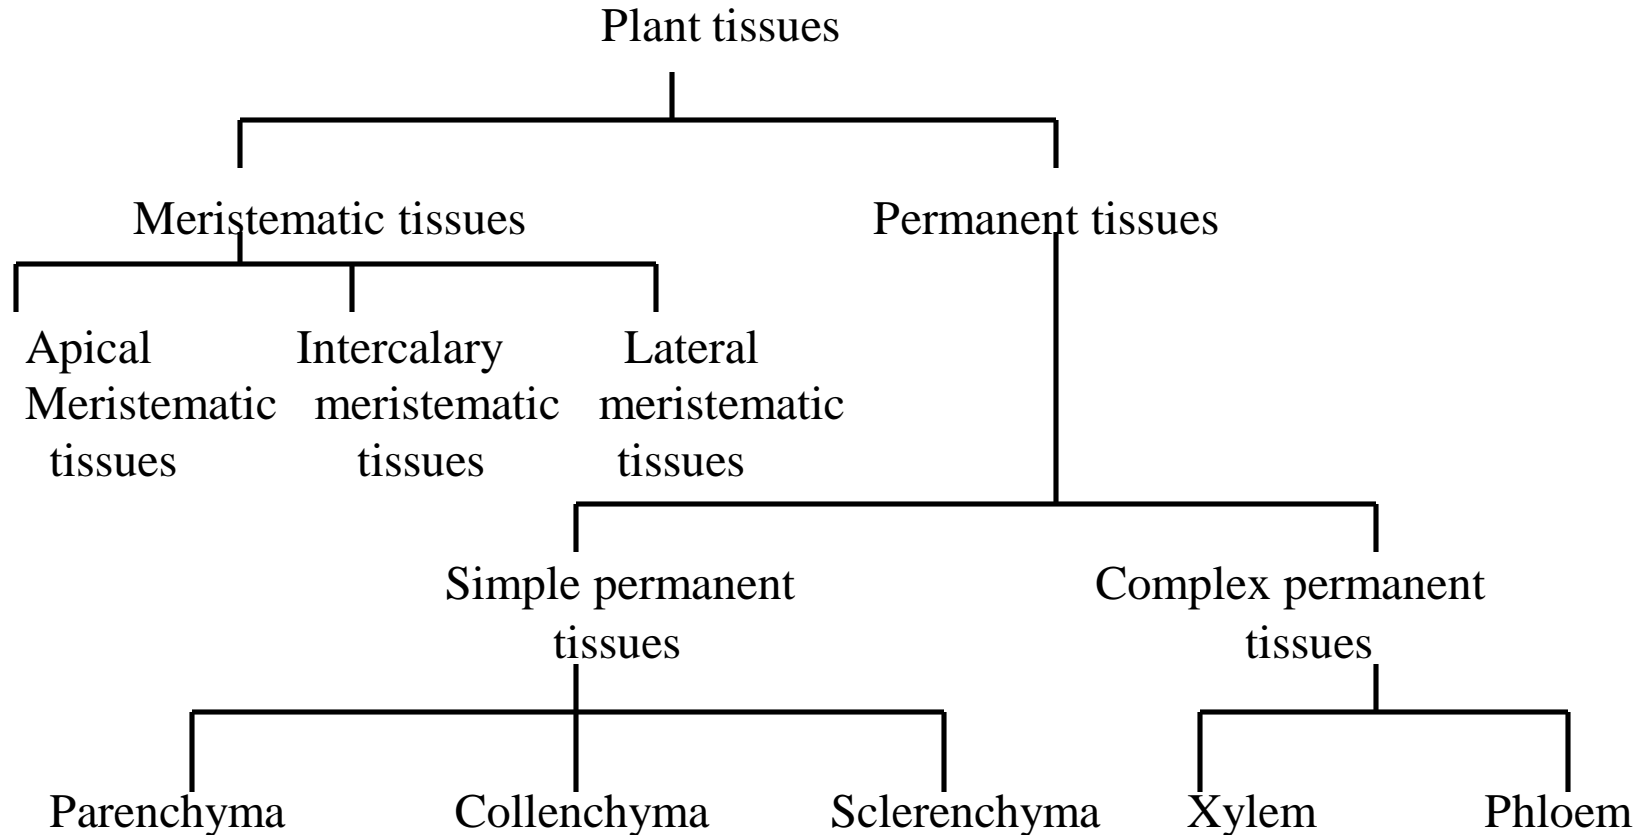 Plant tissues
Meristematic tissues
Permanent tissues
Apical
Meristematic
tissues
Intercalary
meristematic
tissues
Lateral
meristematic
tissues
Simple permanent
tissues
Complex permanent
tissues
Parenchyma
Collenchyma
Sclerenchyma
Xylem
Phloem